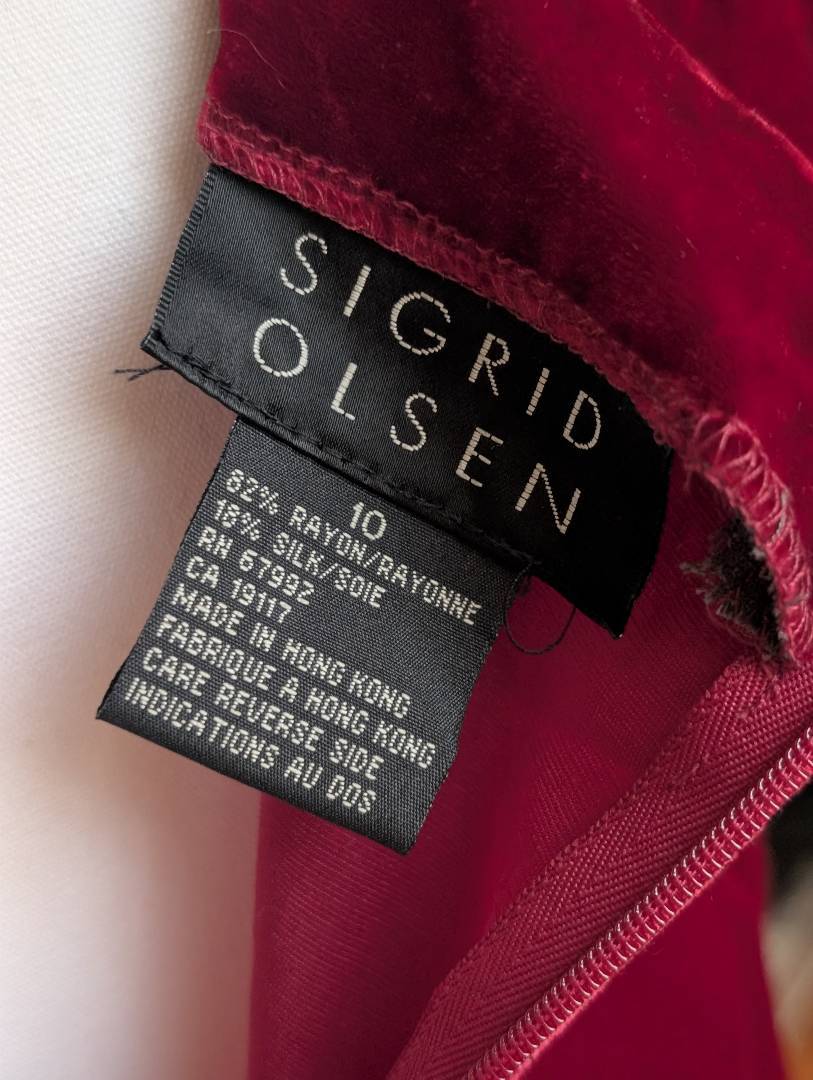 SIGRID
OLSEN
10
82% RAYON/RAYONNE
18% SILK/SOIE
RN 67992
CA 19117
MADE IN HONG KONG
FABRIQUE A HONG KONG
CARE REVERSE SIDE
INDICATIONS AU DOS